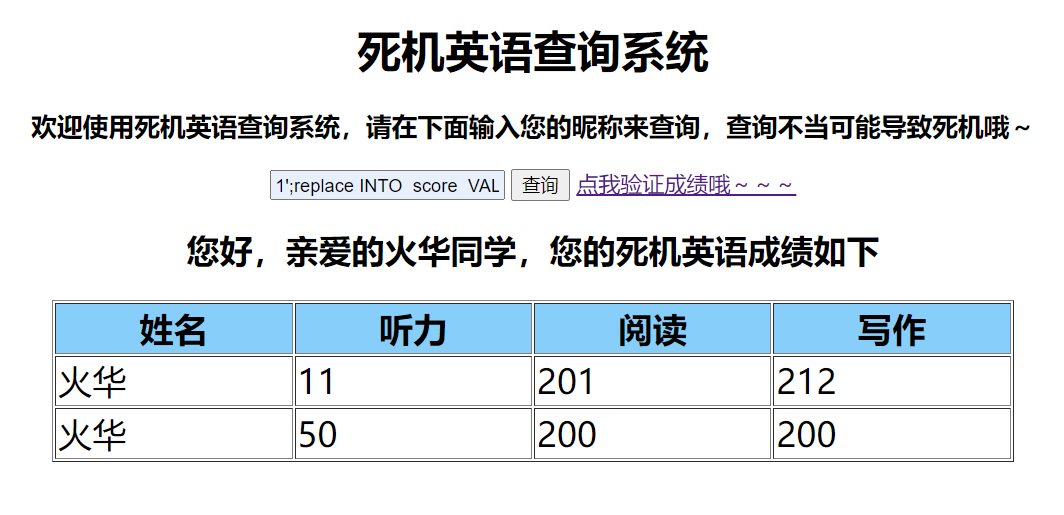 死机英语查询系统
欢迎使用死机英语查询系统，请在下面输入您的昵称来查询，查询不当可能导致死机哦～
1';replace INTO  score  VAL 查询 点我验证成绩哦～～～
您好，亲爱的火华同学，您的死机英语成绩如下
姓名 听力 阅读 写作
火华 11 201 212
火华 50 200 200